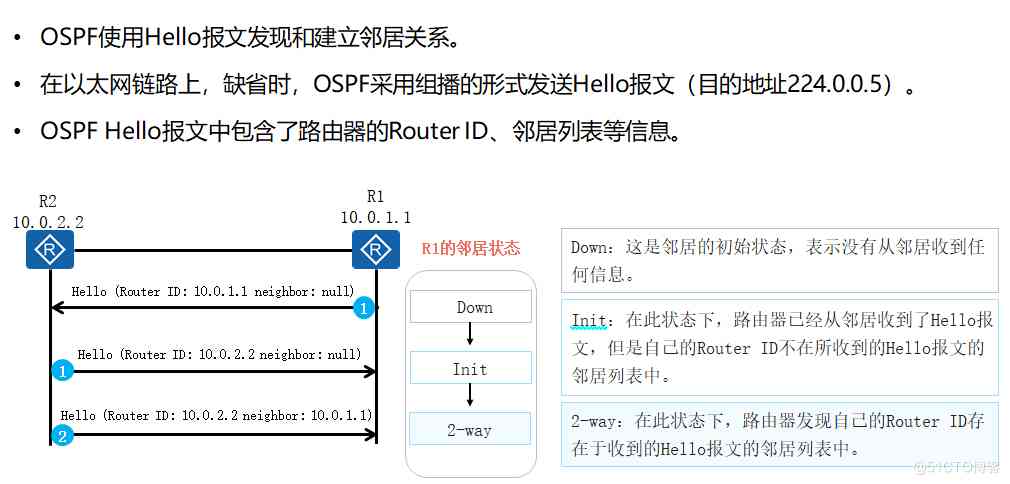 • OSPF使用Hello报文发现和建立邻居关系。
• 在以太网链路上，缺省时，OSPF采用组播的形式发送Hello报文（目的地址224.0.0.5）。
• OSPF Hello报文中包含了路由器的Router ID、邻居列表等信息。
R2
10.0.2.2
R1
10.0.1.1
R
R
Hello (Router ID：10.0.1.1 neighbor：null)
1
Hello (Router ID：10.0.2.2 neighbor：null)
1
Hello (Router ID：10.0.2.2 neighbor：10.0.1.1)
2
R1的邻居状态
Down
Init
2-way
Down：这是邻居的初始状态，表示没有从邻居收到任
何信息。
Init：在此状态下，路由器已经从邻居收到了Hello报
文，但是自己的Router ID不在所收到的Hello报文的
邻居列表中。
2-way：在此状态下，路由器发现自己的Router ID存
在于收到的Hello报文的邻居列表中。
@51CTO博客